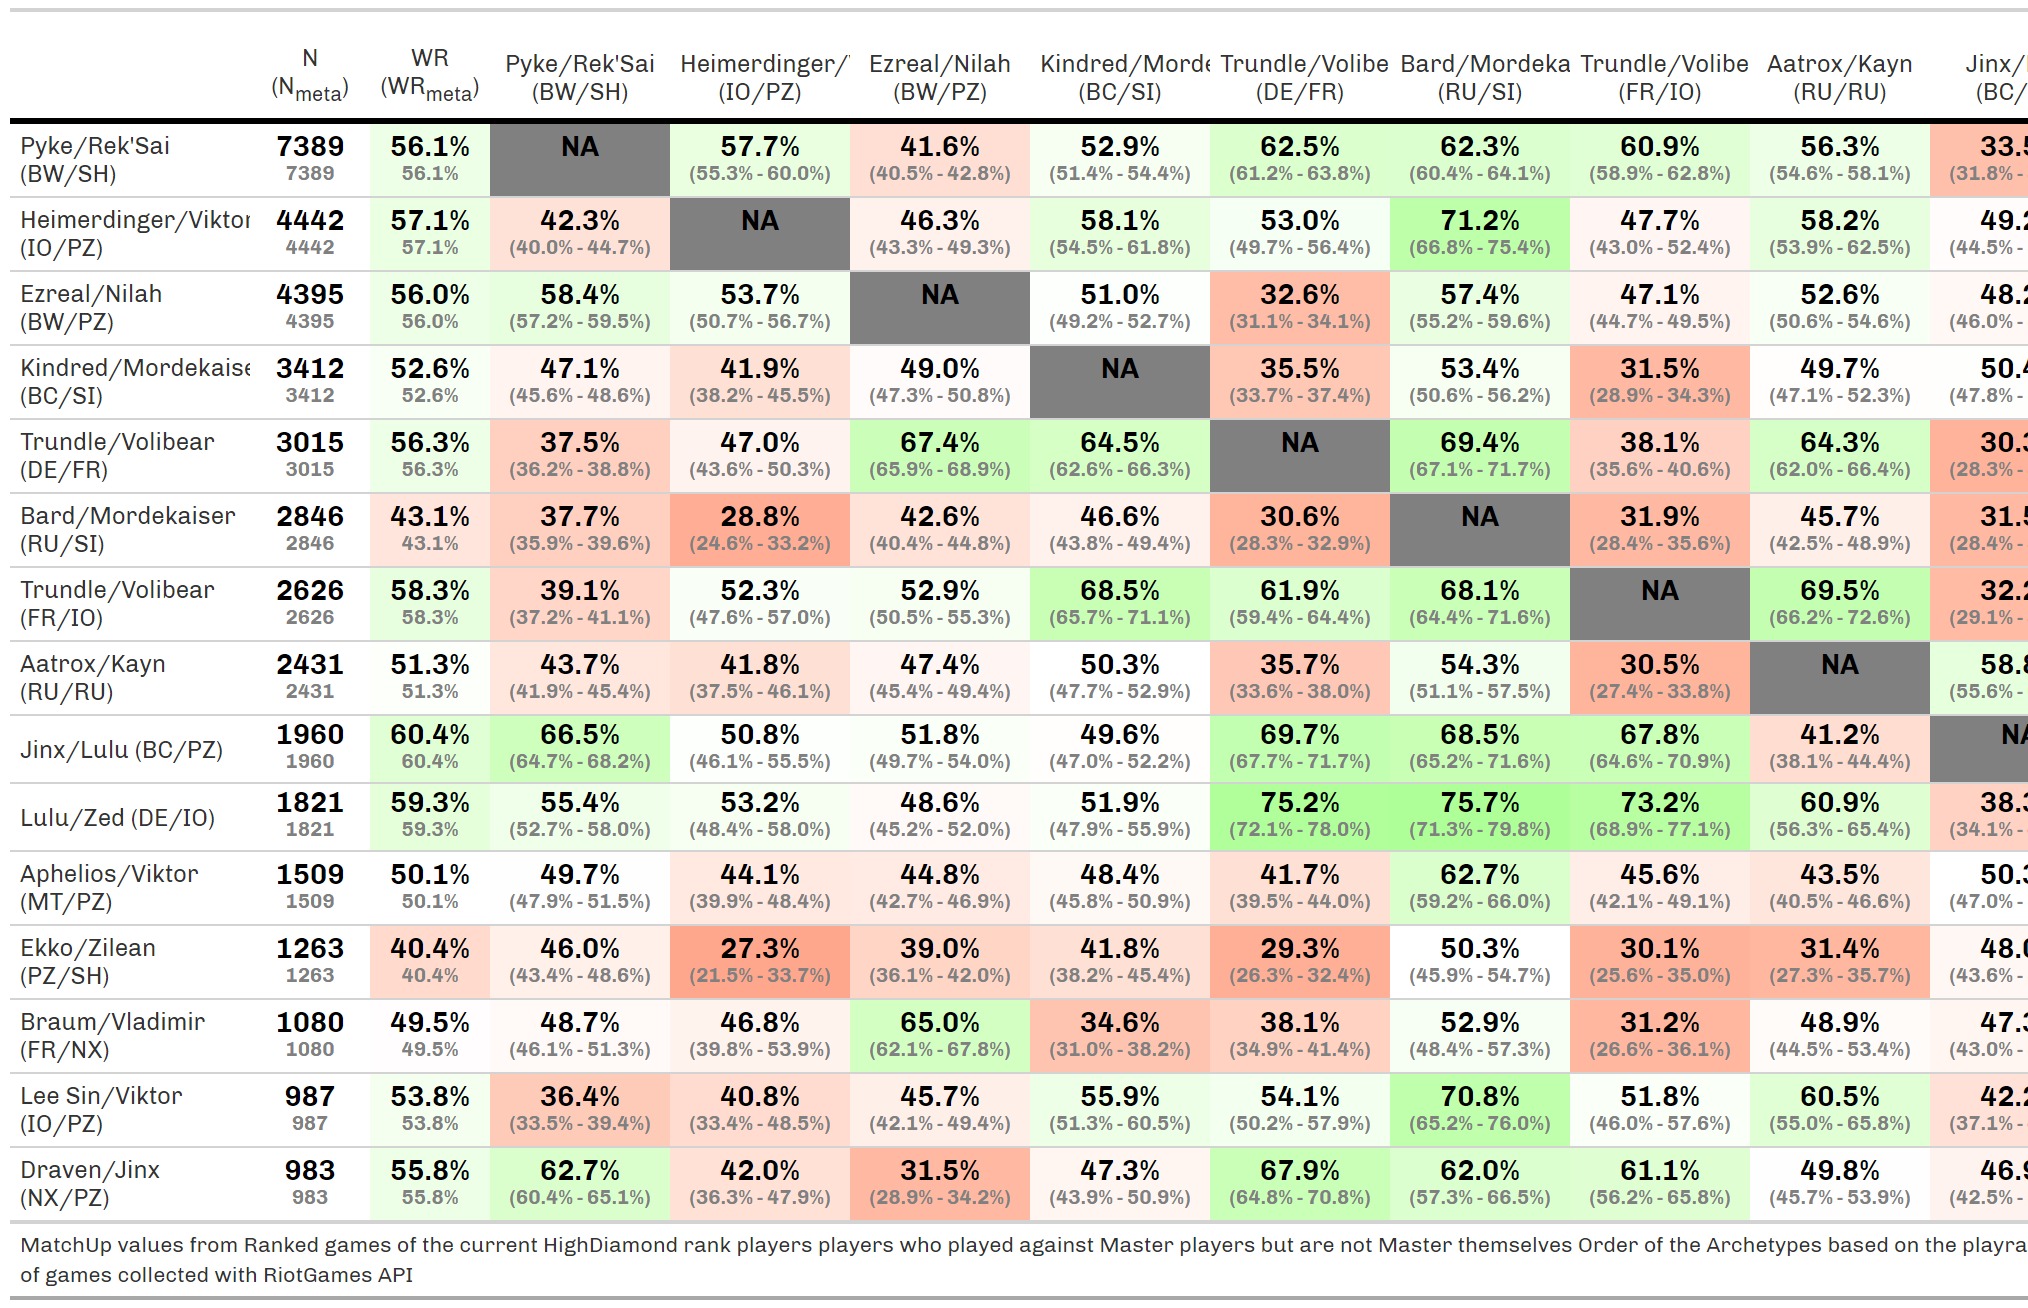 N WR Pyke/Rek'Sai Heimerdinger/ Ezreal/Nilah Kindred/Morde Trundle/Volibe Bard/Mordeka Trundle/Volibe Aatrox/Kayn Jinx/
(Nmeta) (WRmeta) (BW/SH) (IO/PZ) (BW/PZ) (BC/SI) (DE/FR) (RU/SI) (FR/IO) (RU/RU) (BC/
Pyke/Rek'Sai 7389 56.1% NA 57.7% 41.6% 52.9% 62.5% 62.3% 60.9% 56.3% 33.5
(BW/SH) 7389 56.1% (55.3% - 60.0%) (40.5% - 42.8%) (51.4% - 54.4%) (61.2% - 63.8%) (60.4% - 64.1%) (58.9% - 62.8%) (54.6% - 58.1%) (31.8% -
Heimerdinger/Viktor 4442 57.1% 42.3% NA 46.3% 58.1% 53.0% 71.2% 47.7% 58.2% 49.2
(IO/PZ) 4442 57.1% (40.0% - 44.7%) (43.3% - 49.3%) (54.5% - 61.8%) (49.7% - 56.4%) (66.8% - 75.4%) (43.0% - 52.4%) (53.9% - 62.5%) (44.5% -
Ezreal/Nilah 4395 56.0% 58.4% 53.7% NA 51.0% 32.6% 57.4% 47.1% 52.6% 48.2
(BW/PZ) 4395 56.0% (57.2% - 59.5%) (50.7% - 56.7%) (49.2% - 52.7%) (31.1% - 34.1%) (55.2% - 59.6%) (44.7% - 49.5%) (50.6% - 54.6%) (46.0% -
Kindred/Mordekaise 3412 52.6% 47.1% 41.9% 49.0% NA 35.5% 53.4% 31.5% 49.7% 50.4
(BC/SI) 3412 52.6% (45.6% - 48.6%) (38.2% - 45.5%) (47.3% - 50.8%) (33.7% - 37.4%) (50.6% - 56.2%) (28.9% - 34.3%) (47.1% - 52.3%) (47.8% -
Trundle/Volibear 3015 56.3% 37.5% 47.0% 67.4% 64.5% NA 69.4% 38.1% 64.3% 30.3
(DE/FR) 3015 56.3% (36.2% - 38.8%) (43.6% - 50.3%) (65.9% - 68.9%) (62.6% - 66.3%) (67.1% - 71.7%) (35.6% - 40.6%) (62.0% - 66.4%) (28.3% -
Bard/Mordekaiser 2846 43.1% 37.7% 28.8% 42.6% 46.6% 30.6% NA 31.9% 45.7% 31.5
(RU/SI) 2846 43.1% (35.9% - 39.6%) (24.6% - 33.2%) (40.4% - 44.8%) (43.8% - 49.4%) (28.3% - 32.9%) (28.4% - 35.6%) (42.5% - 48.9%) (28.4% -
Trundle/Volibear 2626 58.3% 39.1% 52.3% 52.9% 68.5% 61.9% 68.1% NA 69.5% 32.2
(FR/IO) 2626 58.3% (37.2% - 41.1%) (47.6% - 57.0%) (50.5% - 55.3%) (65.7% - 71.1%) (59.4% - 64.4%) (64.4% - 71.6%) (66.2% - 72.6%) (29.1% -
Aatrox/Kayn 2431 51.3% 43.7% 41.8% 47.4% 50.3% 35.7% 54.3% 30.5% NA 58.8
(RU/RU) 2431 51.3% (41.9% - 45.4%) (37.5% - 46.1%) (45.4% - 49.4%) (47.7% - 52.9%) (33.6% - 38.0%) (51.1% - 57.5%) (27.4% - 33.8%) (55.6% -
Jinx/Lulu (BC/PZ) 1960 60.4% 66.5% 50.8% 51.8% 49.6% 69.7% 68.5% 67.8% 41.2% NA
1960 60.4% (64.7% - 68.2%) (46.1% - 55.5%) (49.7% - 54.0%) (47.0% - 52.2%) (67.7% - 71.7%) (65.2% - 71.6%) (64.6% - 70.9%) (38.1% - 44.4%)
Lulu/Zed (DE/IO) 1821 59.3% 55.4% 53.2% 48.6% 51.9% 75.2% 75.7% 73.2% 60.9% 38.3
1821 59.3% (52.7% - 58.0%) (48.4% - 58.0%) (45.2% - 52.0%) (47.9% - 55.9%) (72.1% - 78.0%) (71.3% - 79.8%) (68.9% - 77.1%) (56.3% - 65.4%) (34.1% -
Aphelios/Viktor 1509 50.1% 49.7% 44.1% 44.8% 48.4% 41.7% 62.7% 45.6% 43.5% 50.3
(MT/PZ) 1509 50.1% (47.9% - 51.5%) (39.9% - 48.4%) (42.7% - 46.9%) (45.8% - 50.9%) (39.5% - 44.0%) (59.2% - 66.0%) (42.1% - 49.1%) (40.5% - 46.6%) (47.0% -
Ekko/Zilean 1263 40.4% 46.0% 27.3% 39.0% 41.8% 29.3% 50.3% 30.1% 31.4% 48.0
(PZ/SH) 1263 40.4% (43.4% - 48.6%) (21.5% - 33.7%) (36.1% - 42.0%) (38.2% - 45.4%) (26.3% - 32.4%) (45.9% - 54.7%) (25.6% - 35.0%) (27.3% - 35.7%) (43.6% -
Braum/Vladimir 1080 49.5% 48.7% 46.8% 65.0% 34.6% 38.1% 52.9% 31.2% 48.9% 47.3
(FR/NX) 1080 49.5% (46.1% - 51.3%) (39.8% - 53.9%) (62.1% - 67.8%) (31.0% - 38.2%) (34.9% - 41.4%) (48.4% - 57.3%) (26.6% - 36.1%) (44.5% - 53.4%) (43.0% -
Lee Sin/Viktor 987 53.8% 36.4% 40.8% 45.7% 55.9% 54.1% 70.8% 51.8% 60.5% 42.2
(IO/PZ) 987 53.8% (33.5% - 39.4%) (33.4% - 48.5%) (42.1% - 49.4%) (51.3% - 60.5%) (50.2% - 57.9%) (65.2% - 76.0%) (46.0% - 57.6%) (55.0% - 65.8%) (37.1% -
Draven/Jinx 983 55.8% 62.7% 42.0% 31.5% 47.3% 67.9% 62.0% 61.1% 49.8% 46.9
(NX/PZ) 983 55.8% (60.4% - 65.1%) (36.3% - 47.9%) (28.9% - 34.2%) (43.9% - 50.9%) (64.8% - 70.8%) (57.3% - 66.5%) (56.2% - 65.8%) (45.7% - 53.9%) (42.5% -
MatchUp values from Ranked games of the current HighDiamond rank players players who played against Master players but are not Master themselves Order of the Archetypes based on the playra
of games collected with RiotGames API